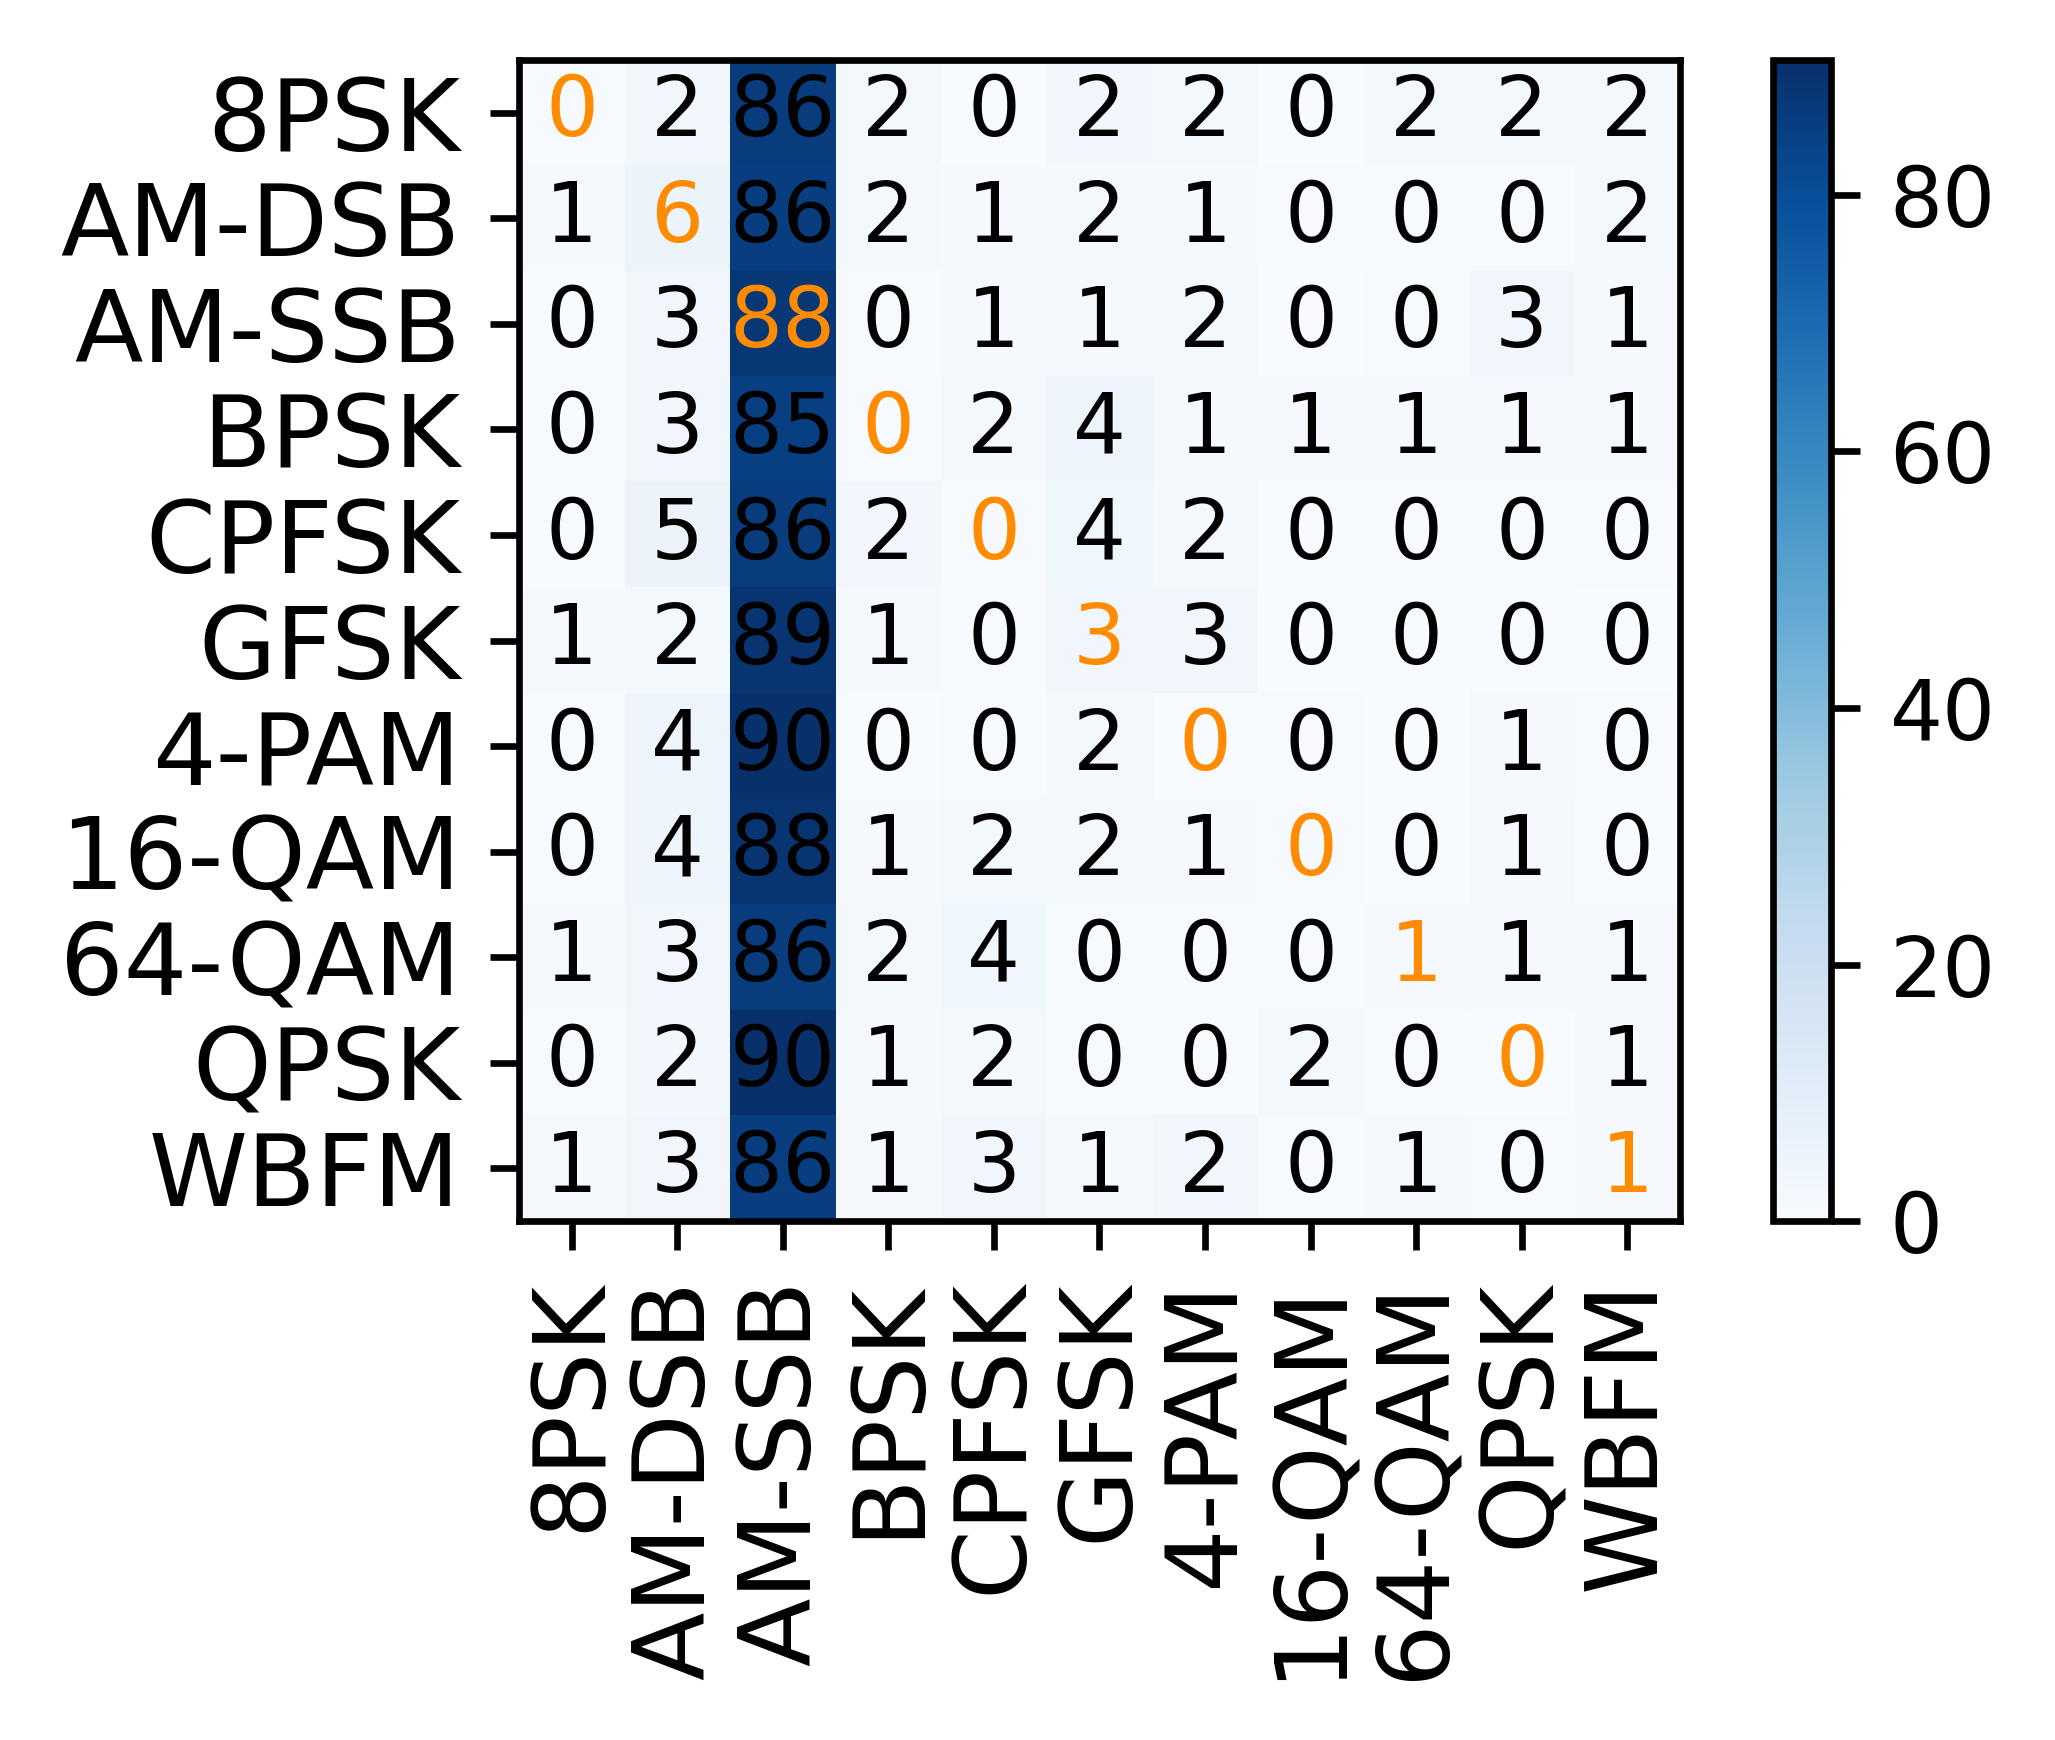 8PSK 0 2 86 2 0 2 2 0 2 2 2
AM-DSB 1 6 86 2 1 2 1 0 0 0 2
AM-SSB 0 3 88 0 1 1 2 0 0 3 1
BPSK 0 3 85 0 2 4 1 1 1 1 1
CPFSK 0 5 86 2 0 4 2 0 0 0 0
GFSK 1 2 89 1 0 3 3 0 0 0 0
4-PAM 0 4 90 0 0 2 0 0 0 1 0
16-QAM 0 4 88 1 2 2 1 0 0 1 0
64-QAM 1 3 86 2 4 0 0 0 1 1 1
QPSK 0 2 90 1 2 0 0 2 0 0 1
WBFM 1 3 86 1 3 1 2 0 1 0 1
8PSK
AM-DSB
AM-SSB
BPSK
CPFSK
GFSK
4-PAM
16-QAM
64-QAM
QPSK
WBFM
80
60
40
20
0